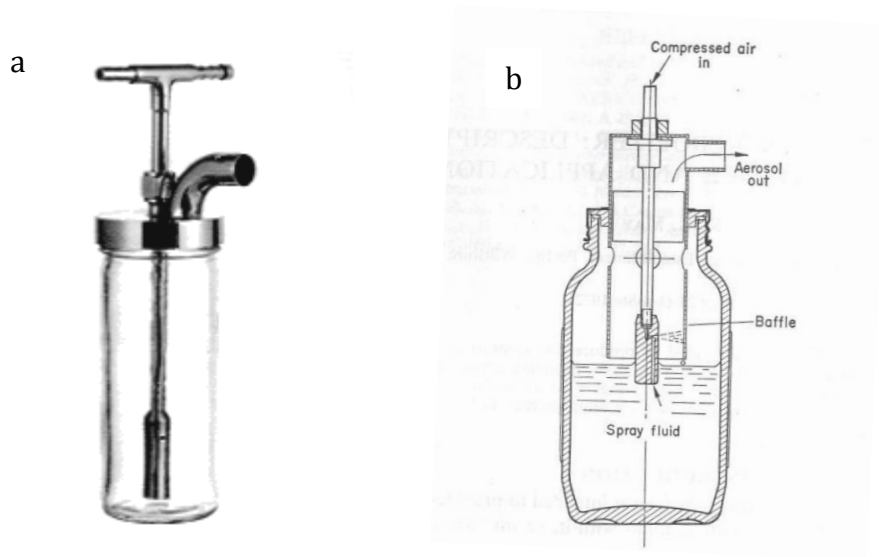 a
b
Compressed air
in
Aerosol
out
Baffle
Spray fluid